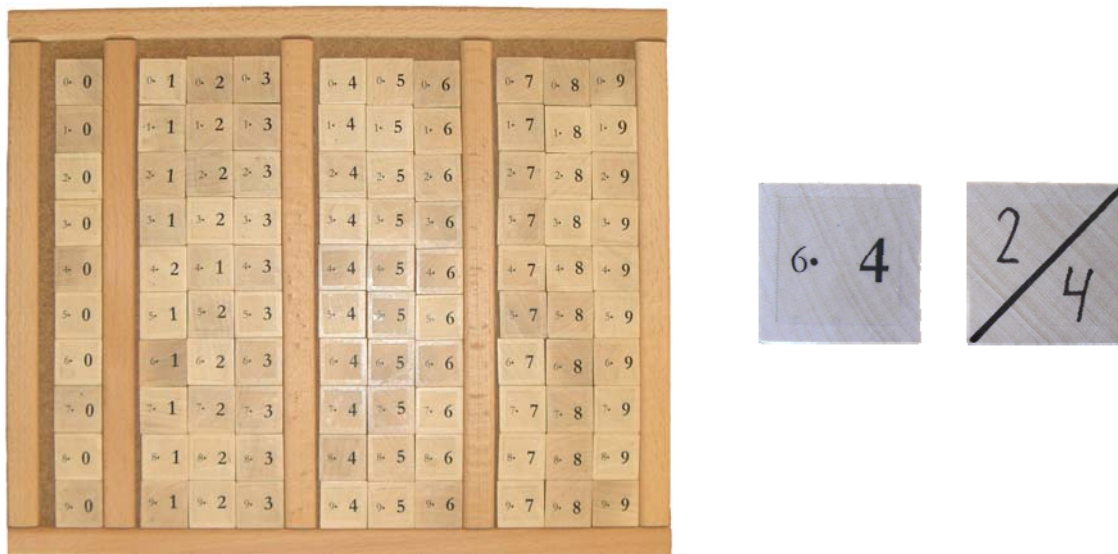 0• 0 0• 1 0• 2 0• 3 0• 4 0• 5 0• 6 0• 7 0• 8 0• 9
1• 0 1• 1 1• 2 1• 3 1• 4 1• 5 1• 6 1• 7 1• 8 1• 9
2• 0 2• 1 2• 2 2• 3 2• 4 2• 5 2• 6 2• 7 2• 8 2• 9
3• 0 3• 1 3• 2 3• 3 3• 4 3• 5 3• 6 3• 7 3• 8 3• 9
4• 0 4• 2 4• 1 4• 3 4• 4 4• 5 4• 6 4• 7 4• 8 4• 9
5• 0 5• 1 5• 2 5• 3 5• 4 5• 5 5• 6 5• 7 5• 8 5• 9
6• 0 6• 1 6• 2 6• 3 6• 4 6• 5 6• 6 6• 7 6• 8 6• 9
7• 0 7• 1 7• 2 7• 3 7• 4 7• 5 7• 6 7• 7 7• 8 7• 9
8• 0 8• 1 8• 2 8• 3 8• 4 8• 5 8• 6 8• 7 8• 8 8• 9
9• 0 9• 1 9• 2 9• 3 9• 4 9• 5 9• 6 9• 7 9• 8 9• 9
6• 4
2
4